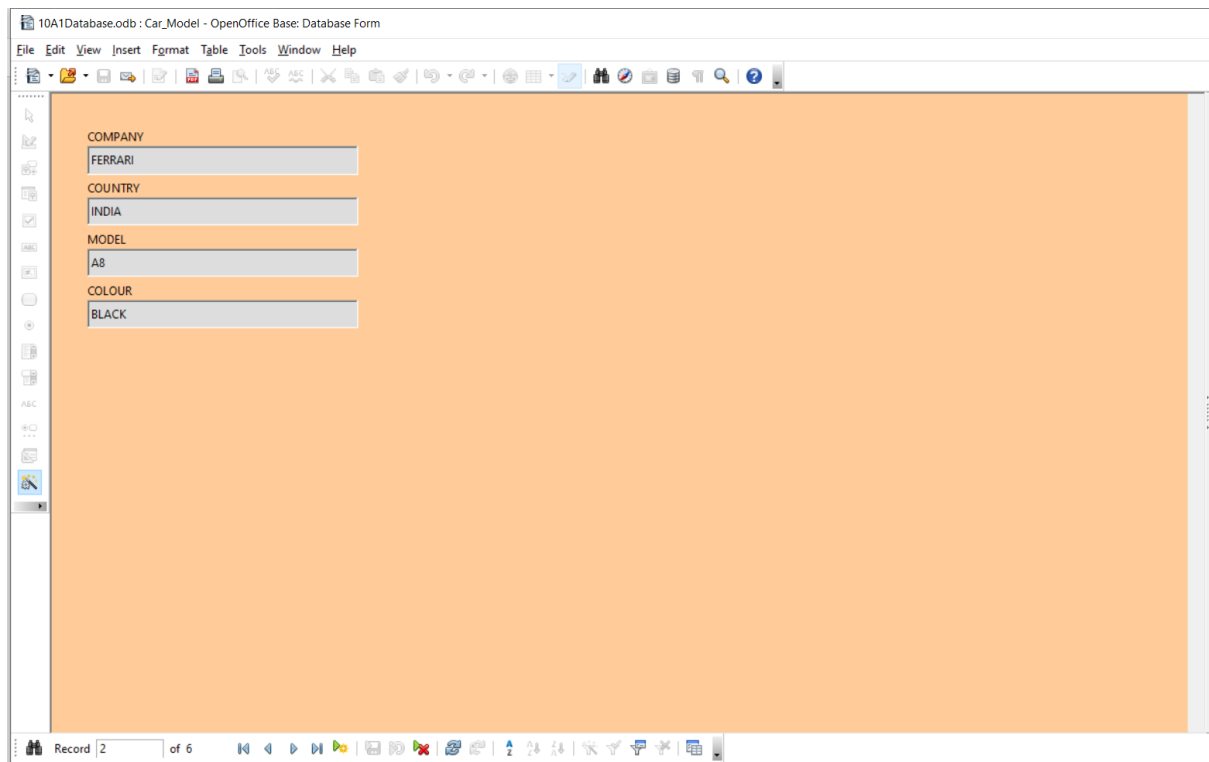 10A1Database.odb : Car_Model - OpenOffice Base: Database Form
File Edit View Insert Format Table Tools Window Help
COMPANY
FERRARI
COUNTRY
INDIA
MODEL
A8
COLOUR
BLACK
ABC
Record 2 of 6